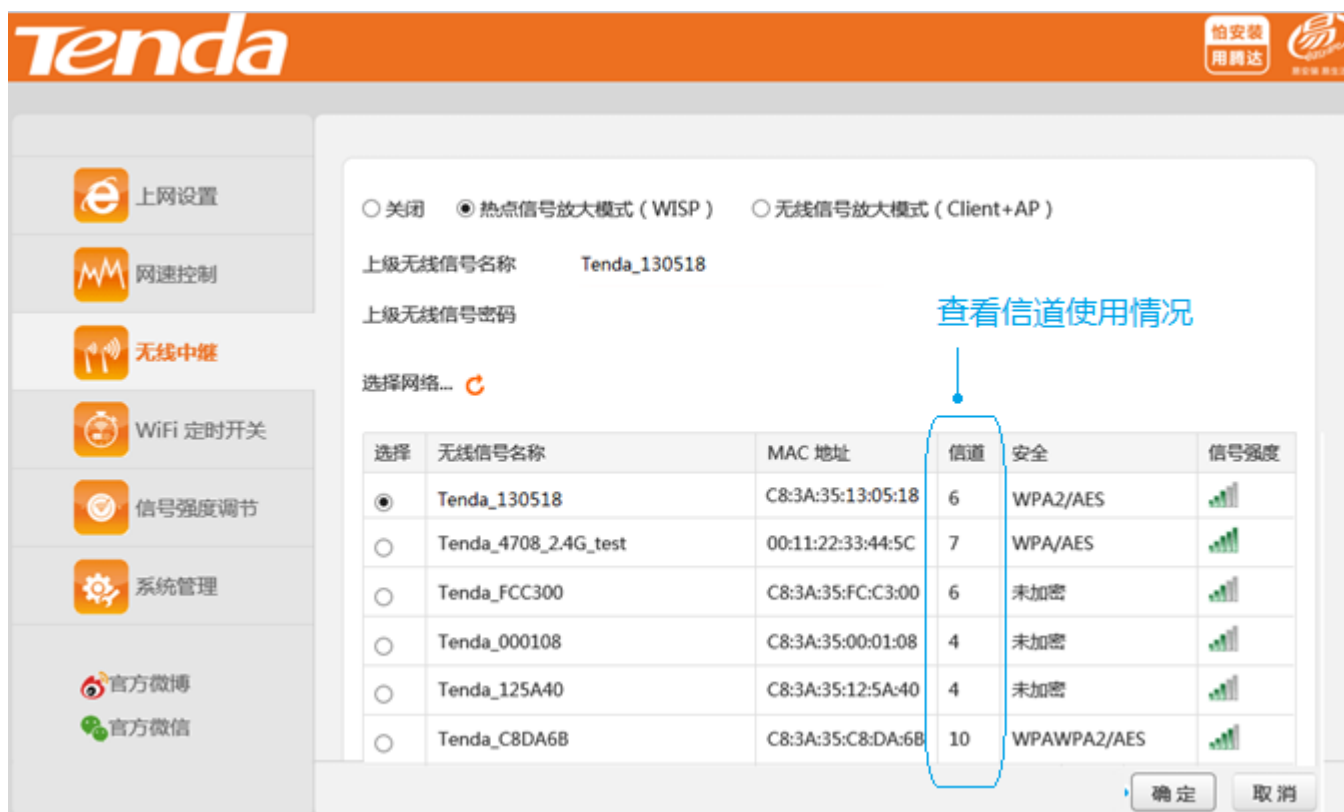 Tenda
怕安装
用腾达
上网设置
网速控制
无线中继
WiFi 定时开关
信号强度调节
系统管理
官方微博
官方微信
关闭 热点信号放大模式（WISP） 无线信号放大模式（Client+AP）
上级无线信号名称 Tenda_130518
上级无线信号密码
查看信道使用情况
选择网络...
选择 无线信号名称 MAC 地址 信道 安全 信号强度
Tenda_130518 C8:3A:35:13:05:18 6 WPA2/AES
Tenda_4708_2.4G_test 00:11:22:33:44:5C 7 WPA/AES
Tenda_FCC300 C8:3A:35:FC:C3:00 6 未加密
Tenda_000108 C8:3A:35:00:01:08 4 未加密
Tenda_125A40 C8:3A:35:12:5A:40 4 未加密
Tenda_C8DA6B C8:3A:35:C8:DA:6B 10 WPAWPA2/AES
确定 取消